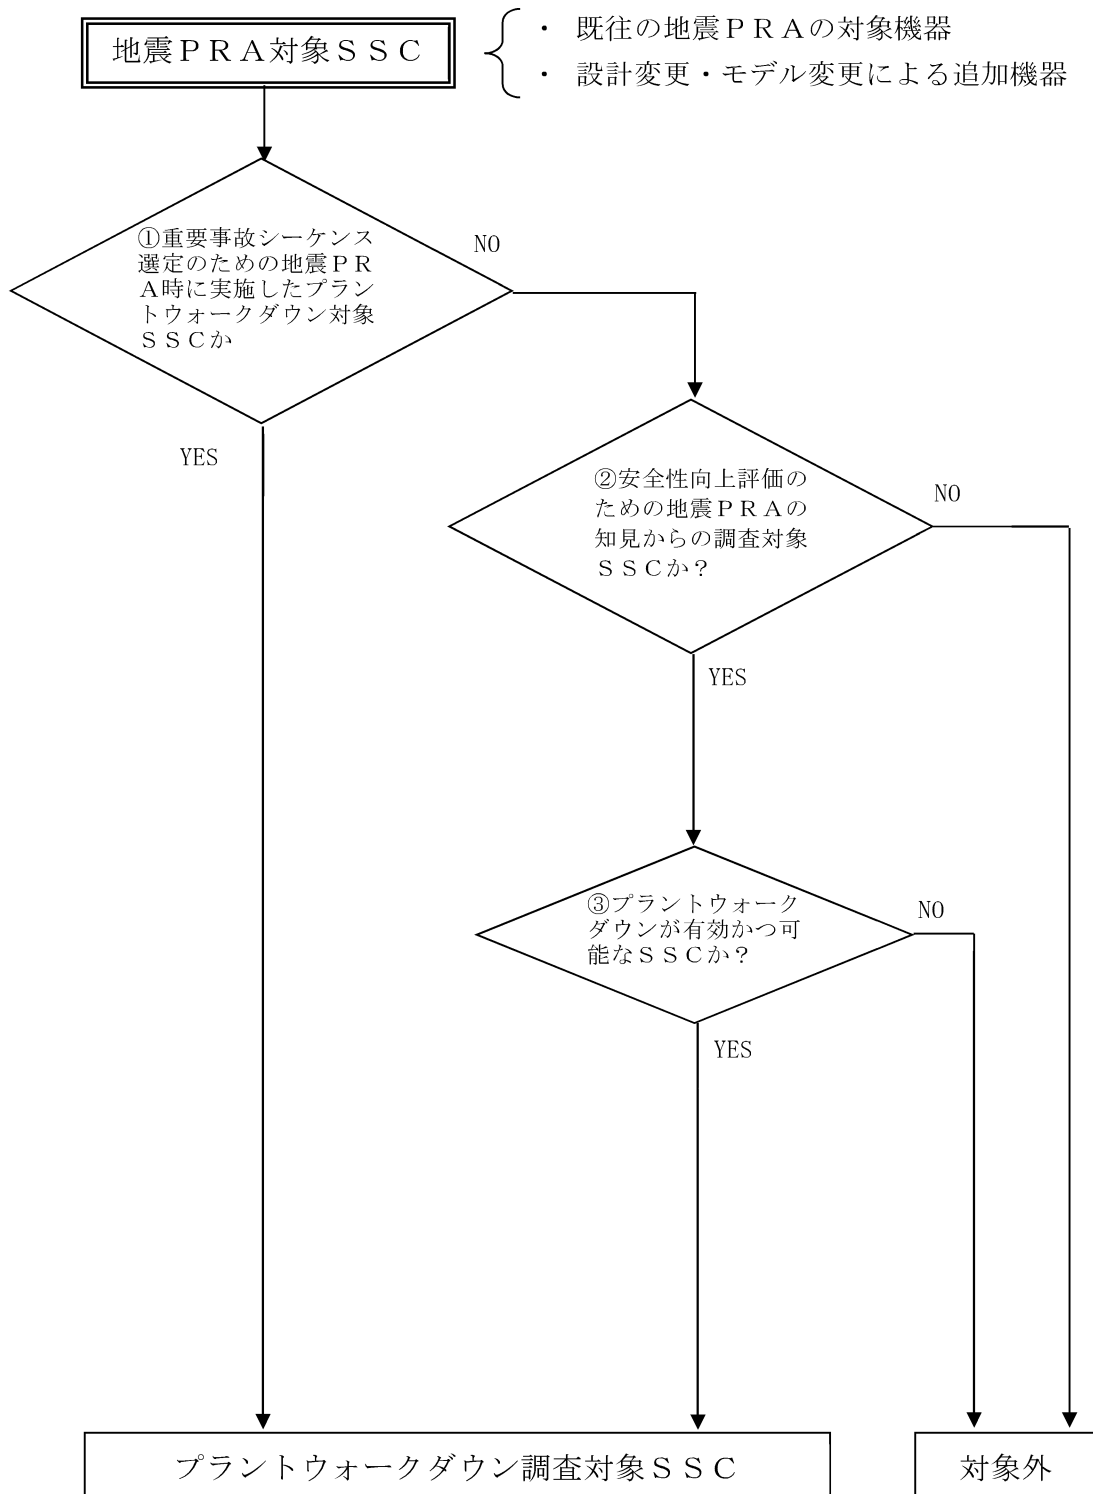 地震ＰＲＡ対象ＳＳＣ
・ 既往の地震ＰＲＡの対象機器
・ 設計変更・モデル変更による追加機器
①重要事故シーケンス
選定のための地震ＰＲ
Ａ時に実施したプラン
トウォークダウン対象
ＳＳＣか
NO
YES
②安全性向上評価の
ための地震ＰＲＡの
知見からの調査対象
ＳＳＣか？
NO
YES
③プラントウォーク
ダウンが有効かつ可
能なＳＳＣか？
NO
YES
プラントウォークダウン調査対象ＳＳＣ
対象外